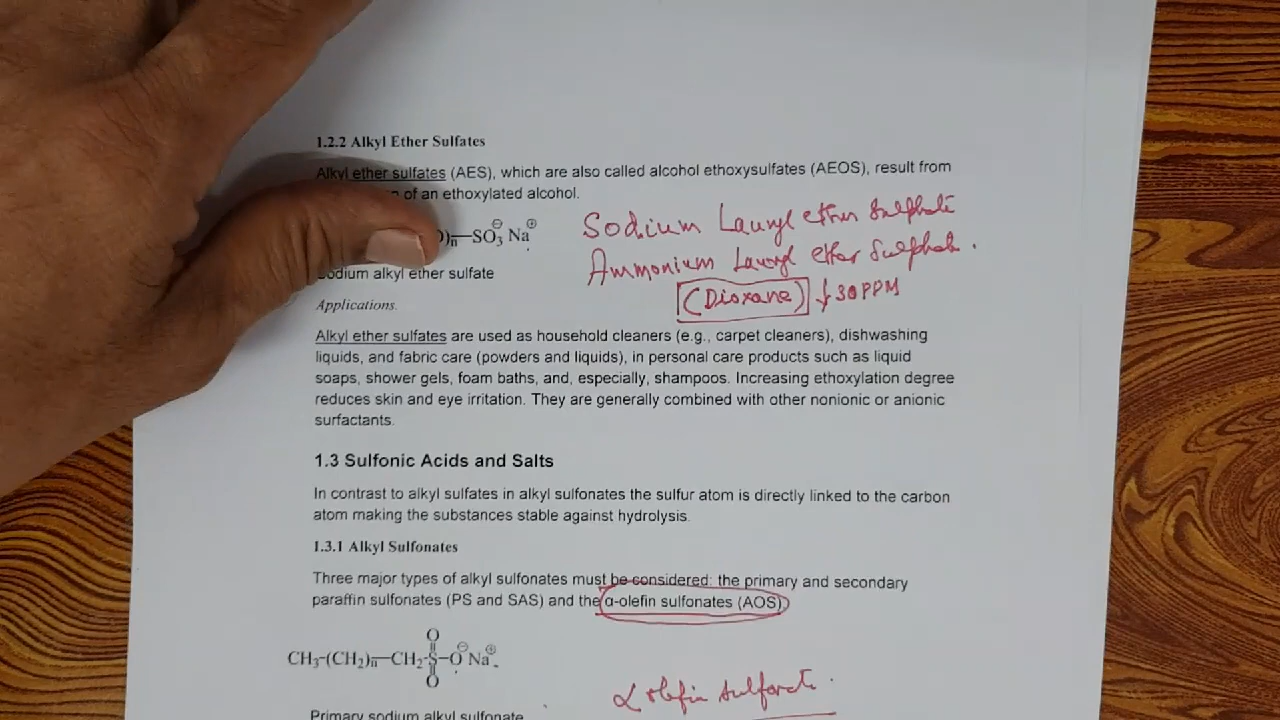 1.2.2 Alkyl Ether Sulfates
Alkyl ether sulfates (AES), which are also called alcohol ethoxysulfates (AEOS), result from
of an ethoxylated alcohol.
)n—SO3⊖ Na⊕
Sodium Lauryl ether Sulphate
Ammonium Lauryl ether Sulphate.
(Dioxane) ↓ 30 PPM
Sodium alkyl ether sulfate
Applications.
Alkyl ether sulfates are used as household cleaners (e.g., carpet cleaners), dishwashing
liquids, and fabric care (powders and liquids), in personal care products such as liquid
soaps, shower gels, foam baths, and, especially, shampoos. Increasing ethoxylation degree
reduces skin and eye irritation. They are generally combined with other nonionic or anionic
surfactants.
1.3 Sulfonic Acids and Salts
In contrast to alkyl sulfates in alkyl sulfonates the sulfur atom is directly linked to the carbon
atom making the substances stable against hydrolysis.
1.3.1 Alkyl Sulfonates
Three major types of alkyl sulfonates must be considered: the primary and secondary
paraffin sulfonates (PS and SAS) and the α-olefin sulfonates (AOS)
O
CH3-(CH2)n—CH2-S—O⊖ Na⊕
O
α olefin sulfonate.
Primary sodium alkyl sulfonate